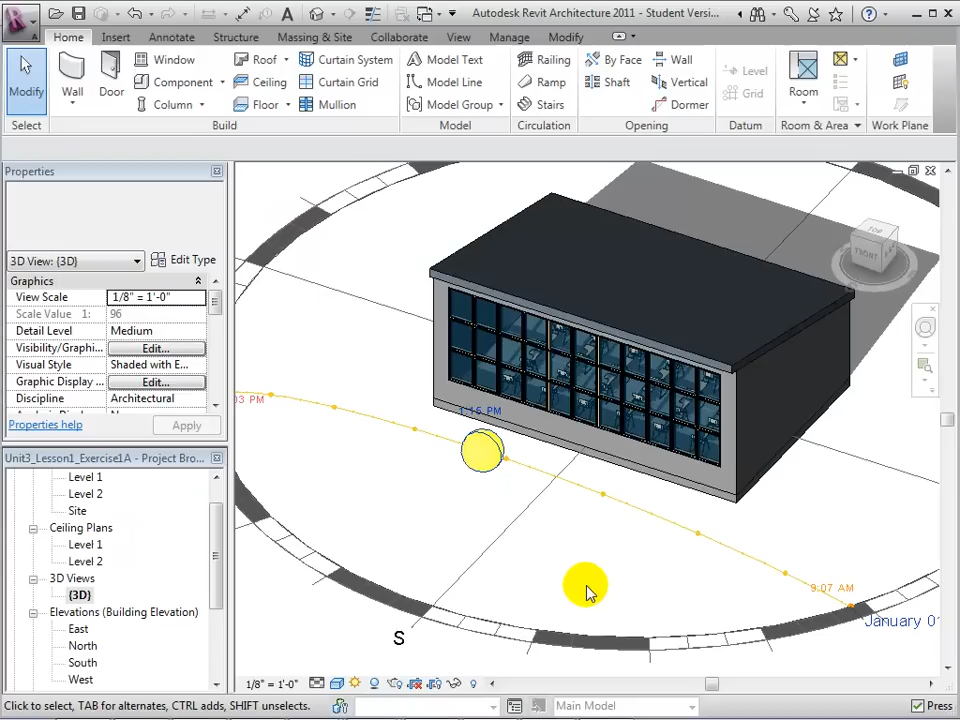 Autodesk Revit Architecture 2011 - Student Versi...
Home Insert Annotate Structure Massing & Site Collaborate View Manage Modify
Modify Wall Door Window Component Column Roof Ceiling Floor Curtain System Curtain Grid Mullion Model Text Model Line Model Group Railing Ramp Stairs By Face Shaft Wall Vertical Dormer Level Grid Room
Select Build Model Circulation Opening Datum Room & Area Work Plane
Properties
3D View: {3D} Edit Type
Graphics
View Scale 1/8" = 1'-0"
Scale Value 1: 96
Detail Level Medium
Visibility/Graphi... Edit...
Visual Style Shaded with E...
Graphic Display ... Edit...
Discipline Architectural
Properties help Apply
Unit3_Lesson1_Exercise1A - Project Bro...
Level 1
Level 2
Site
Ceiling Plans
Level 1
Level 2
3D Views
{3D}
Elevations (Building Elevation)
East
North
South
West
TOP
FRONT
03 PM
1:15 PM
9:07 AM
January 01
S
1/8" = 1'-0"
Click to select, TAB for alternates, CTRL adds, SHIFT unselects. Main Model Press